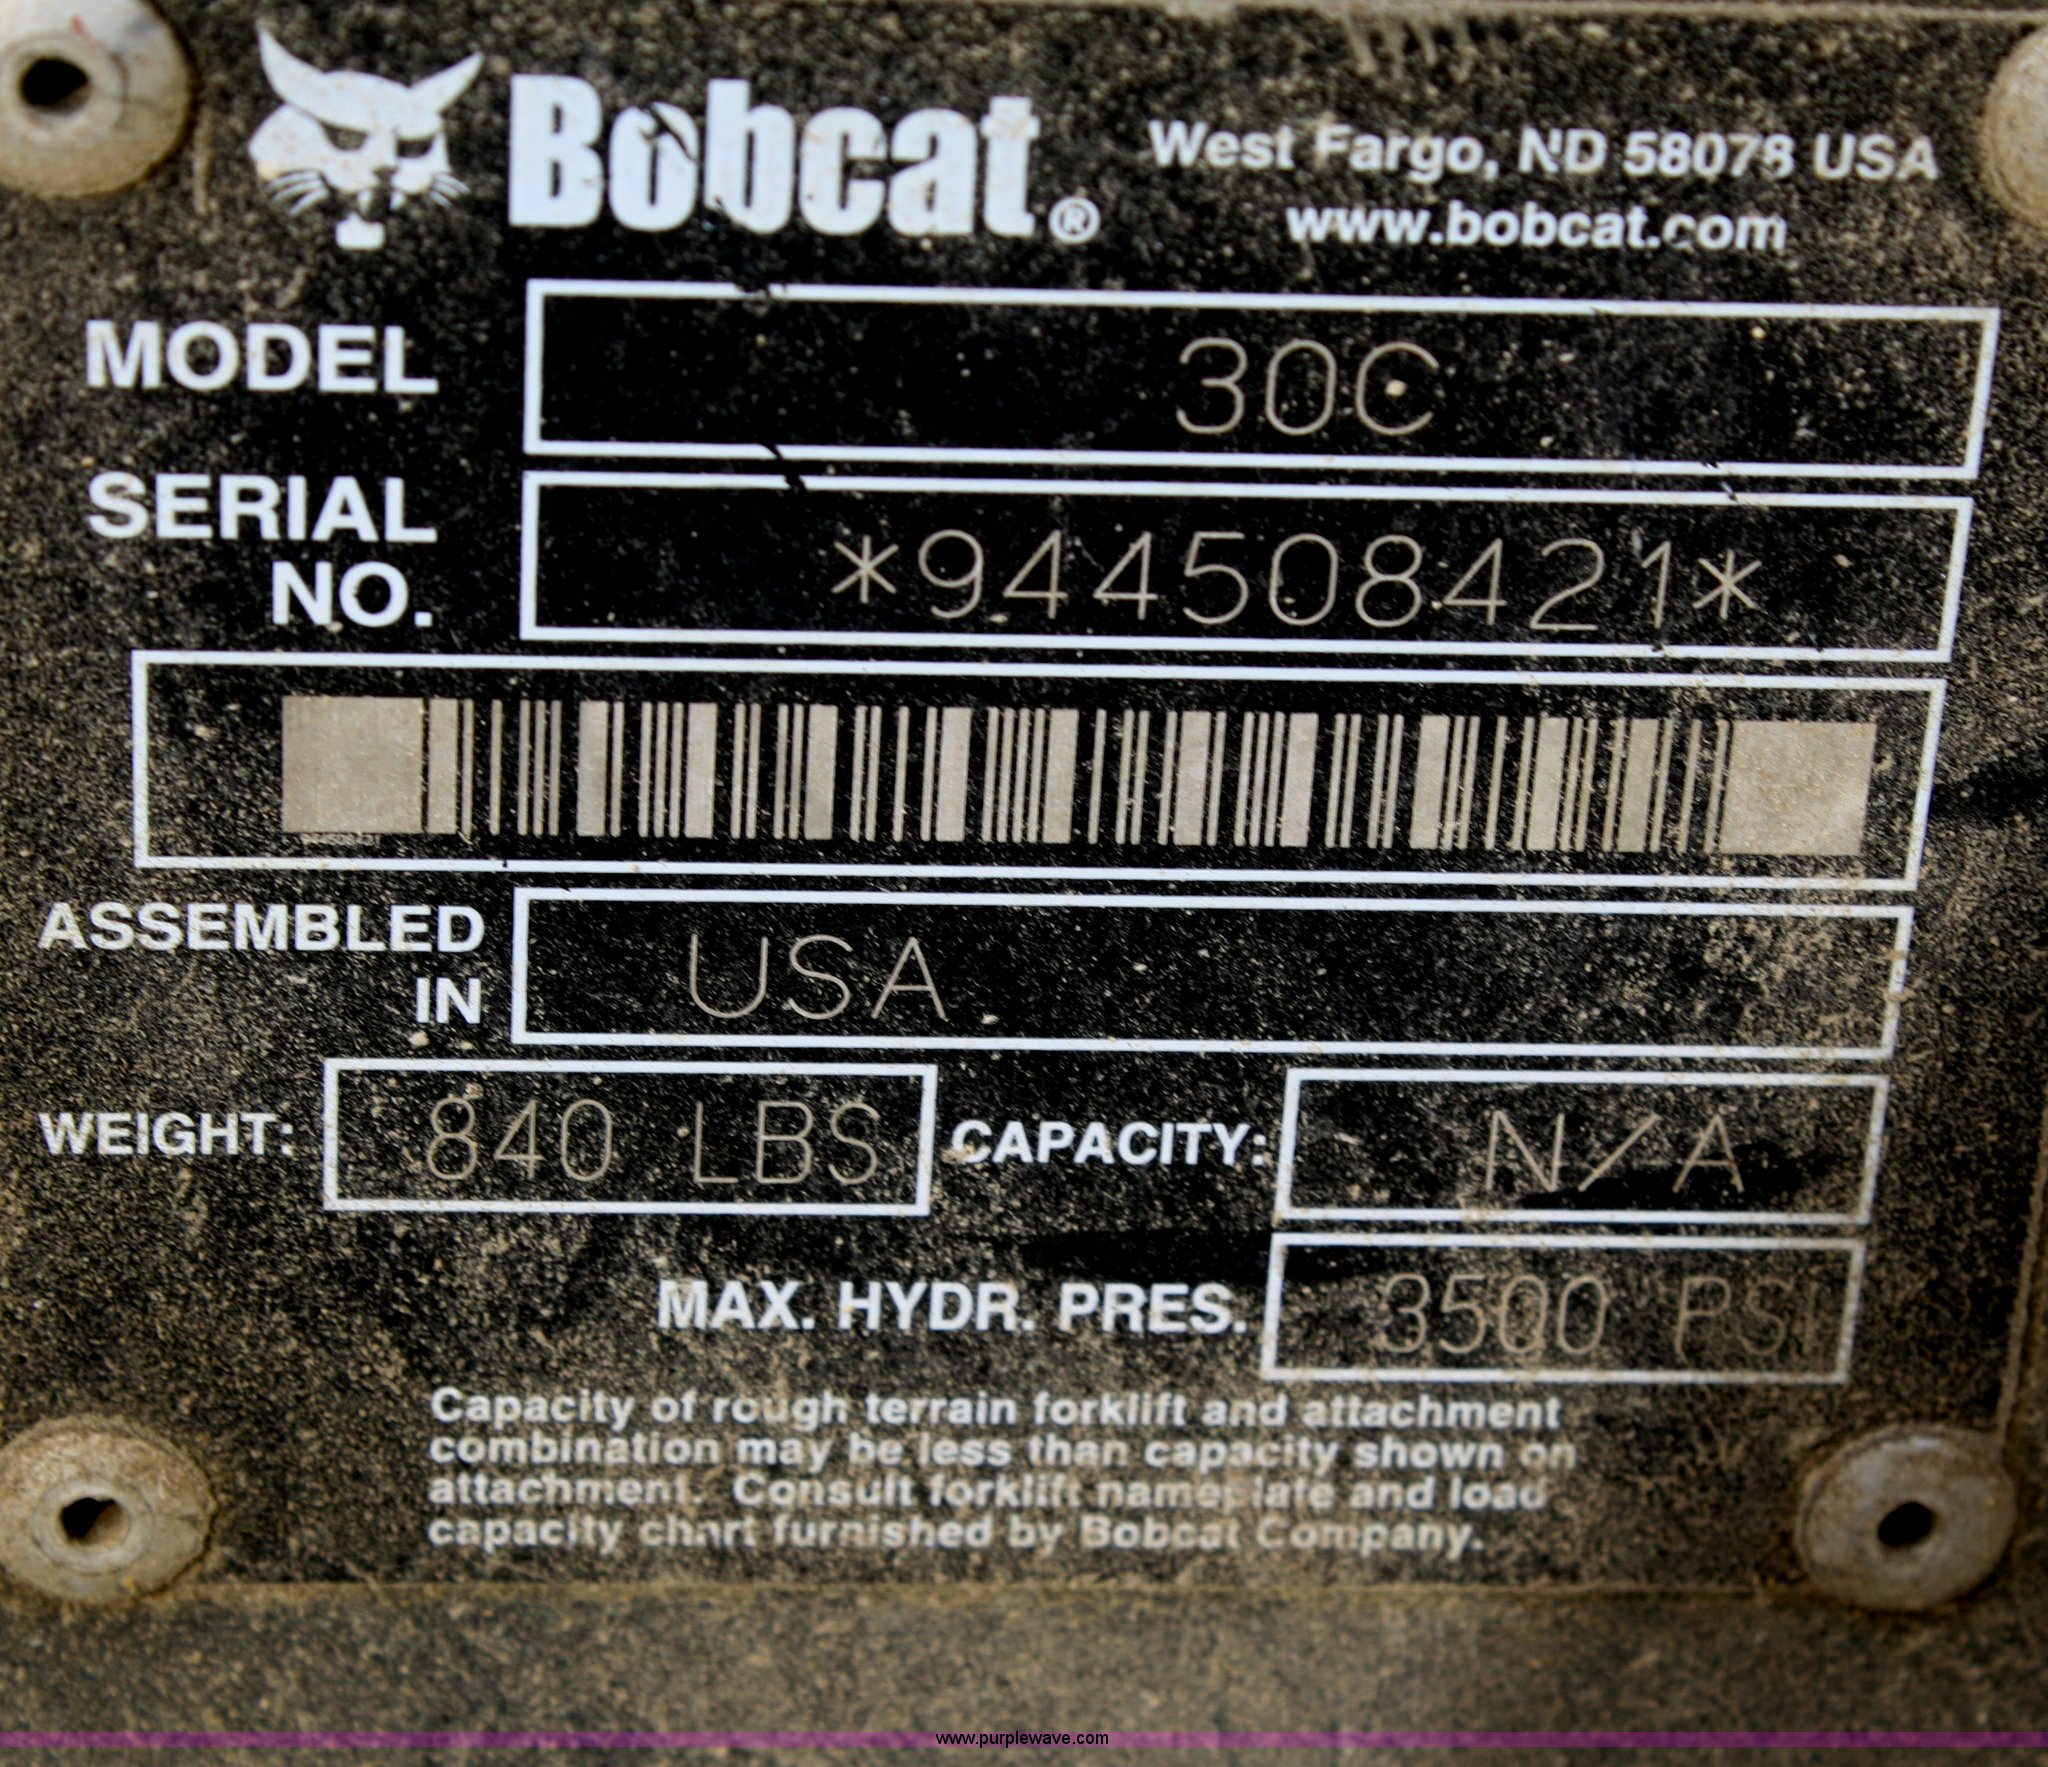 Bobcat®
West Fargo, ND 58078 USA
www.bobcat.com
MODEL 30C
SERIAL NO. *944508421*
ASSEMBLED IN USA
WEIGHT: 840 LBS CAPACITY: N/A
MAX. HYDR. PRES. 3500 PSI
Capacity of rough terrain forklift and attachment
combination may be less than capacity shown on
attachment. Consult forklift nameplate and load
capacity chart furnished by Bobcat Company.
www.purplewave.com